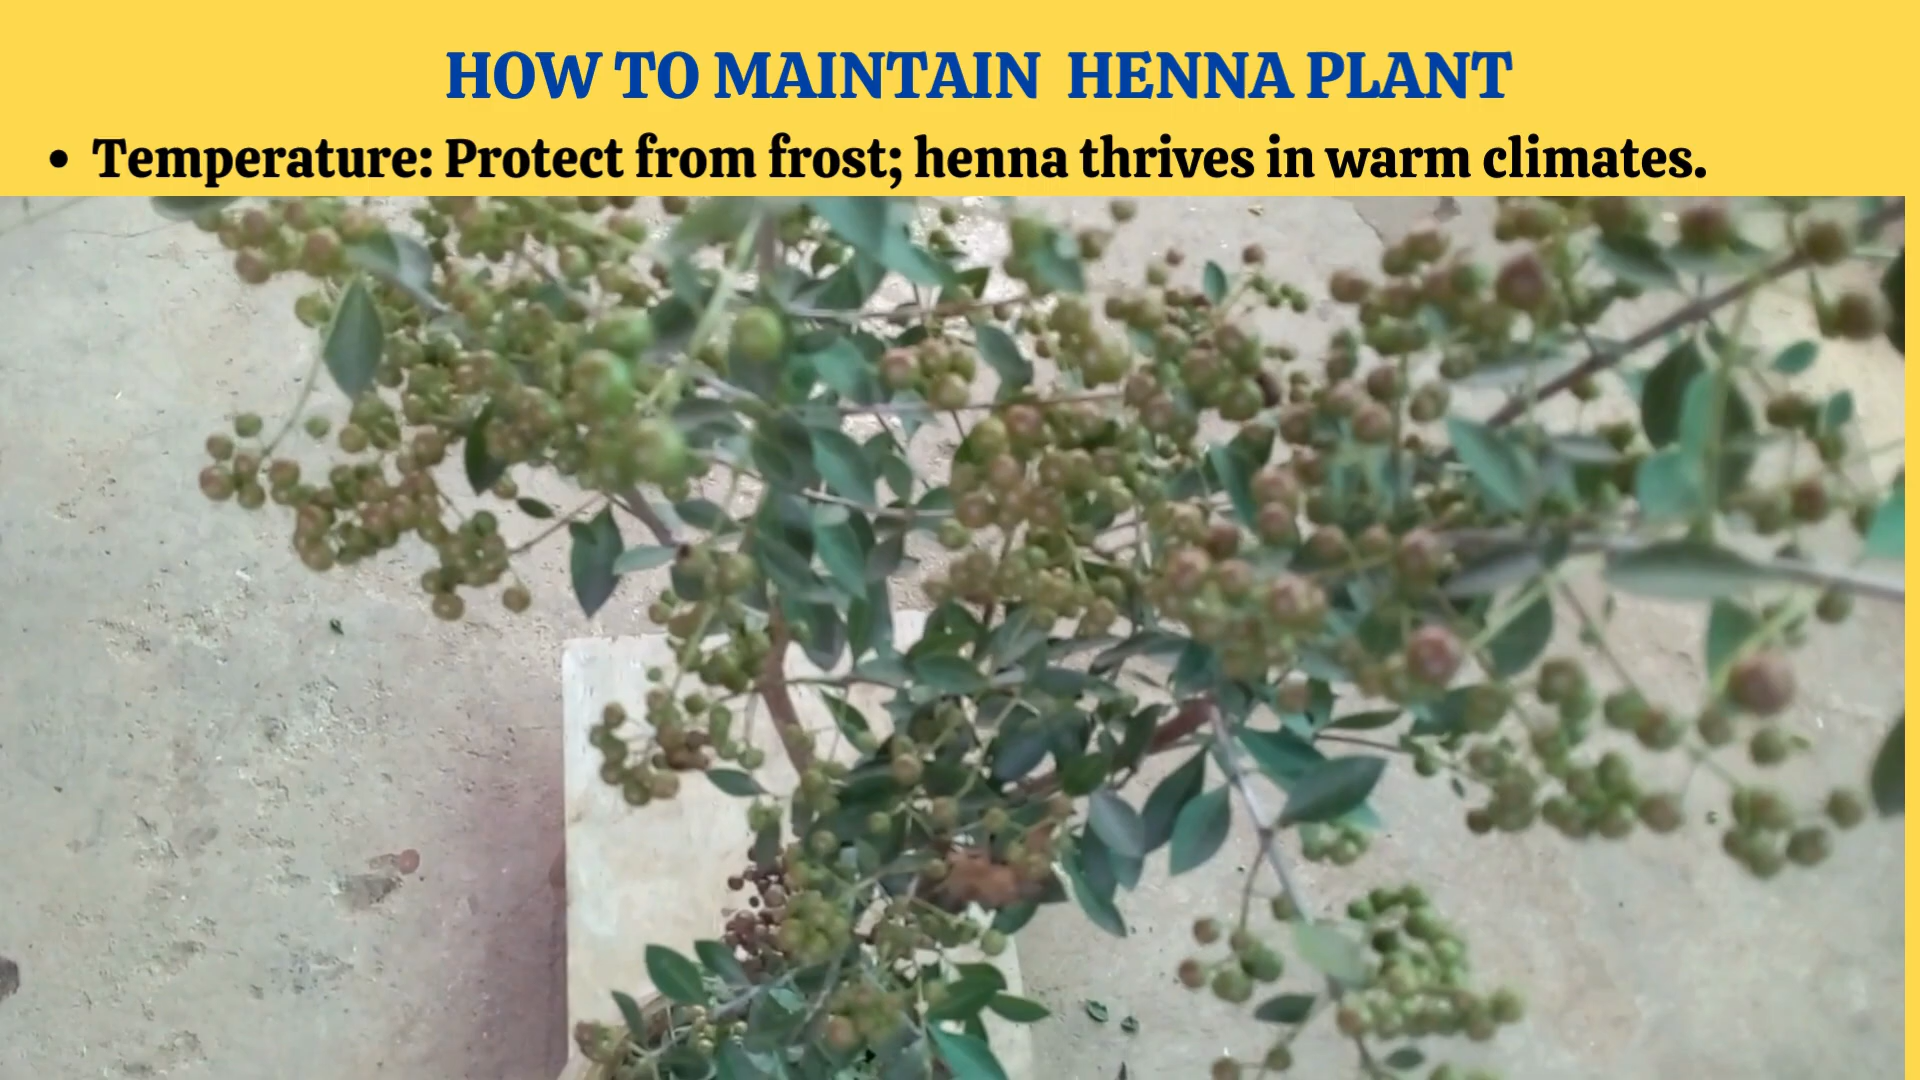 HOW TO MAINTAIN HENNA PLANT
• Temperature: Protect from frost; henna thrives in warm climates.